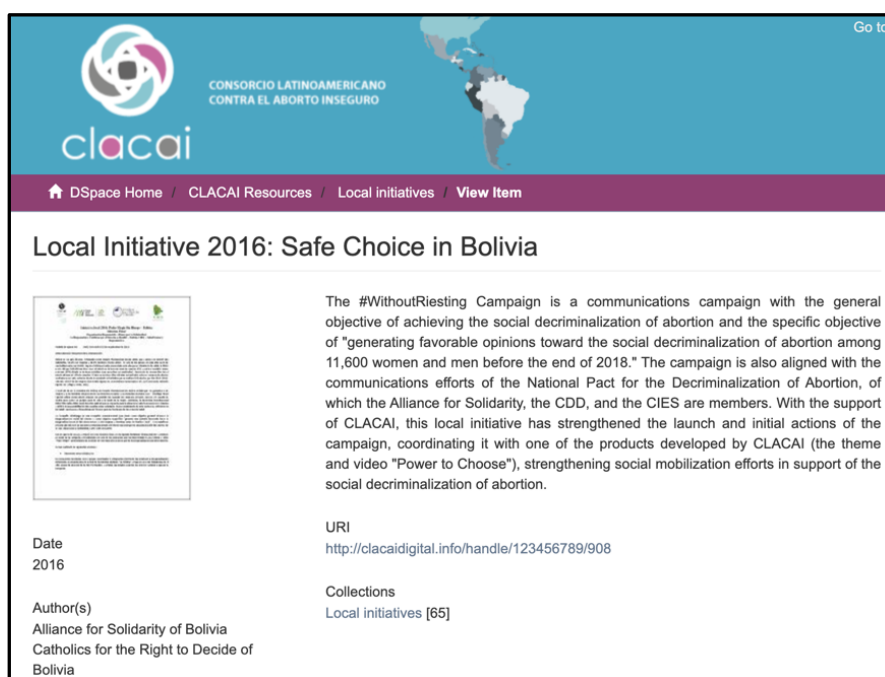 Go to
CONSORCIO LATINOAMERICANO
CONTRA EL ABORTO INSEGURO
clacai
DSpace Home / CLACAI Resources / Local initiatives / View Item
Local Initiative 2016: Safe Choice in Bolivia
The #WithoutRiesting Campaign is a communications campaign with the general
objective of achieving the social decriminalization of abortion and the specific objective
of "generating favorable opinions toward the social decriminalization of abortion among
11,600 women and men before the end of 2018." The campaign is also aligned with the
communications efforts of the National Pact for the Decriminalization of Abortion, of
which the Alliance for Solidarity, the CDD, and the CIES are members. With the support
of CLACAI, this local initiative has strengthened the launch and initial actions of the
campaign, coordinating it with one of the products developed by CLACAI (the theme
and video "Power to Choose"), strengthening social mobilization efforts in support of the
social decriminalization of abortion.
URI
http://clacaidigital.info/handle/123456789/908
Collections
Local initiatives [65]
Date
2016
Author(s)
Alliance for Solidarity of Bolivia
Catholics for the Right to Decide of
Bolivia